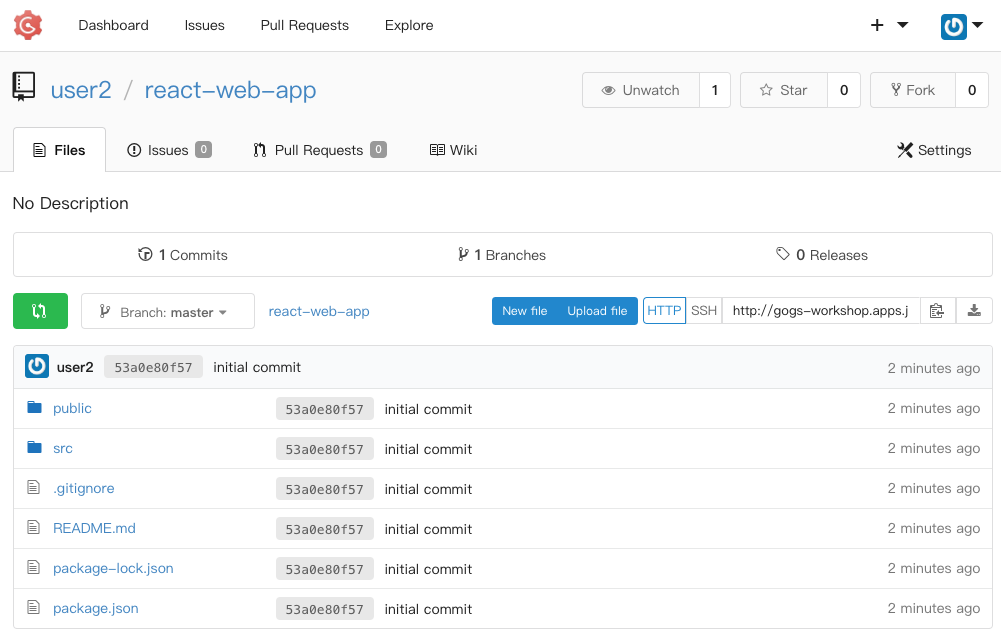 Dashboard Issues Pull Requests Explore
user2 / react-web-app Unwatch 1 Star 0 Fork 0
Files Issues 0 Pull Requests 0 Wiki Settings
No Description
1 Commits 1 Branches 0 Releases
Branch: master react-web-app New file Upload file HTTP SSH http://gogs-workshop.apps.j
user2 53a0e80f57 initial commit 2 minutes ago
public 53a0e80f57 initial commit 2 minutes ago
src 53a0e80f57 initial commit 2 minutes ago
.gitignore 53a0e80f57 initial commit 2 minutes ago
README.md 53a0e80f57 initial commit 2 minutes ago
package-lock.json 53a0e80f57 initial commit 2 minutes ago
package.json 53a0e80f57 initial commit 2 minutes ago